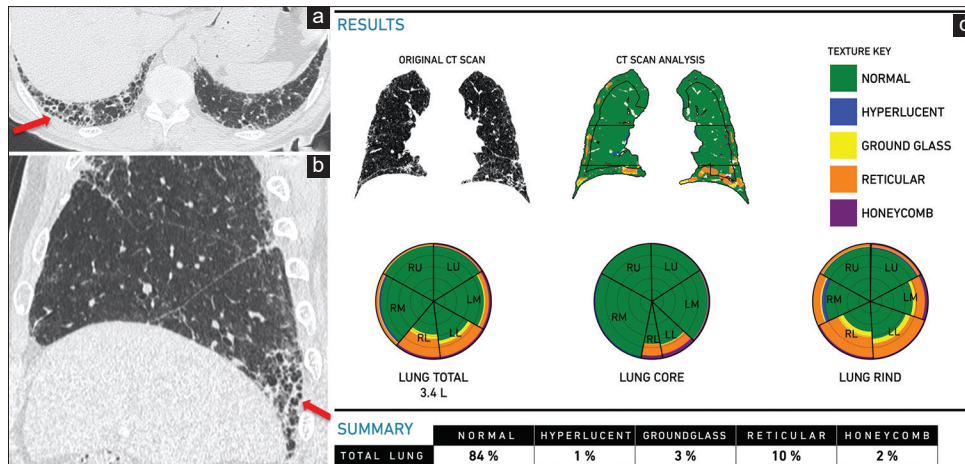 a
b
c
RESULTS
ORIGINAL CT SCAN
CT SCAN ANALYSIS
TEXTURE KEY
NORMAL
HYPERLUCENT
GROUND GLASS
RETICULAR
HONEYCOMB
RU LU
RM LM
RL LL
LUNG TOTAL
3.4 L
RU LU
RM LM
RL LL
LUNG CORE
RU LU
RM LM
RL LL
LUNG RIND
SUMMARY
NORMAL HYPERLUCENT GROUNDGLASS RETICULAR HONEYCOMB
TOTAL LUNG 84 % 1 % 3 % 10 % 2 %